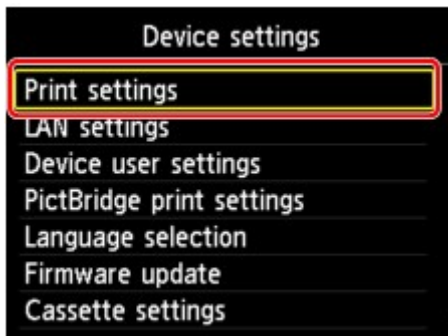 Device settings
Print settings
LAN settings
Device user settings
PictBridge print settings
Language selection
Firmware update
Cassette settings